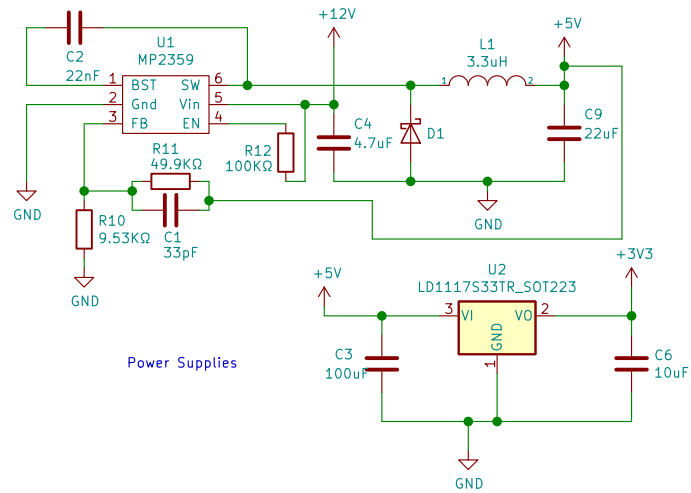 +12V
+5V
C2
22nF
U1
MP2359
L1
3.3uH
1
2
1 BST SW 6
2 Gnd Vin 5
3 FB EN 4
C4
4.7uF
D1
C9
22uF
R11
49.9KΩ
R12
100KΩ
GND
R10
9.53KΩ
C1
33pF
GND
GND
+5V
U2
LD1117S33TR_SOT223
+3V3
3 VI VO 2
GND
1
C3
100uF
C6
10uF
Power Supplies
GND